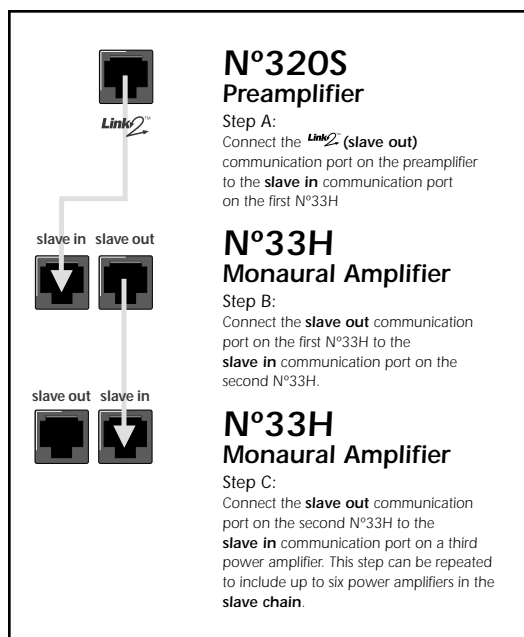 Link2™
Nº320S
Preamplifier
Step A:
Connect the Link2™ (slave out)
communication port on the preamplifier
to the slave in communication port
on the first Nº33H
slave in slave out
Nº33H
Monaural Amplifier
Step B:
Connect the slave out communication
port on the first Nº33H to the
slave in communication port on the
second Nº33H.
slave out slave in
Nº33H
Monaural Amplifier
Step C:
Connect the slave out communication
port on the second Nº33H to the
slave in communication port on a third
power amplifier. This step can be repeated
to include up to six power amplifiers in the
slave chain.